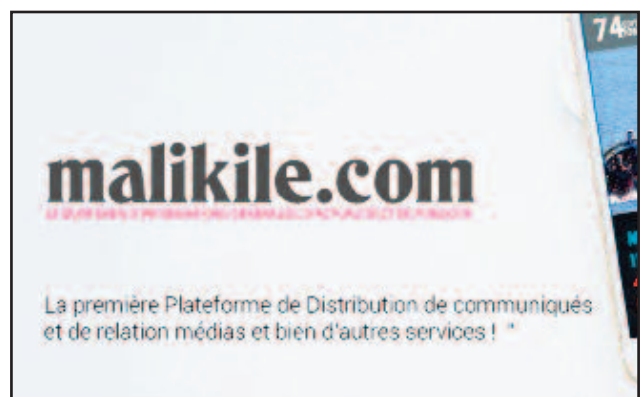 74
malikile.com
La première Plateforme de Distribution de communiqués
et de relation médias et bien d'autres services ! "